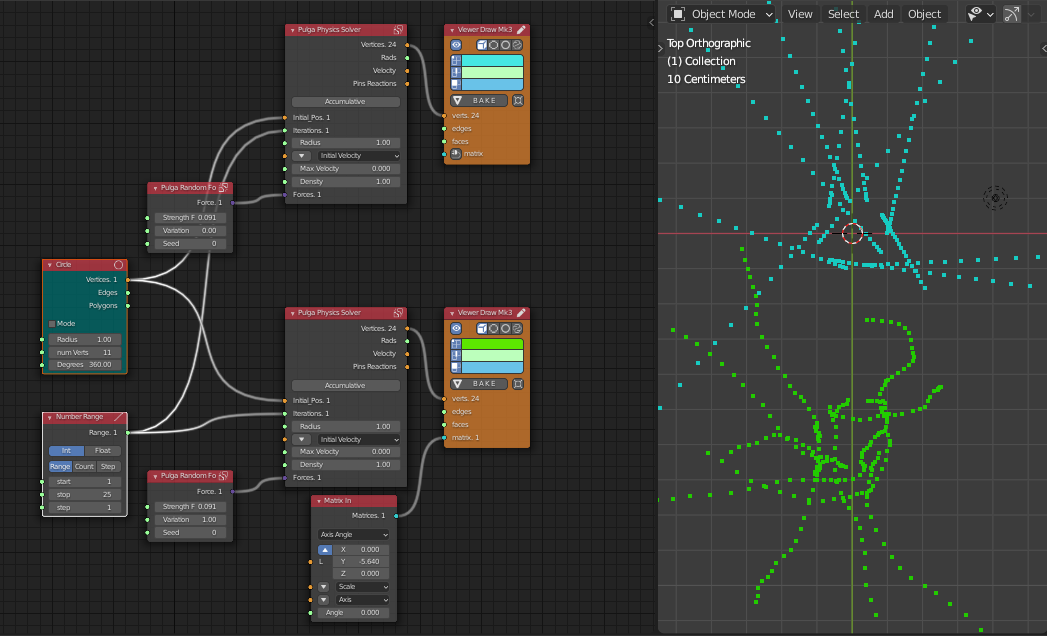 Pulga Physics Solver
Vertices. 24
Rads
Velocity
Pins Reactions
Accumulative
Initial_Pos. 1
Iterations. 1
Radius 1.00
Initial Velocity
Max Velocity 0.000
Density 1.00
Forces. 1
Viewer Draw Mk3
BAKE
verts. 24
edges
faces
matrix
Pulga Random Fo
Force. 1
Strength F 0.091
Variation 0.00
Seed 0
Circle
Vertices. 1
Edges
Polygons
Mode
Radius 1.00
num Verts 11
Degrees 360.00
Number Range
Range. 1
Int Float
Range Count Step
start 1
stop 25
step 1
Pulga Random Fo
Force. 1
Strength F 0.091
Variation 1.00
Seed 0
Pulga Physics Solver
Vertices. 24
Rads
Velocity
Pins Reactions
Accumulative
Initial_Pos. 1
Iterations. 1
Radius 1.00
Initial Velocity
Max Velocity 0.000
Density 1.00
Forces. 1
Viewer Draw Mk3
BAKE
verts. 24
edges
faces
matrix. 1
Matrix In
Matrices. 1
Axis Angle
X 0.000
L Y -5.640
Z 0.000
Scale
Axis
Angle 0.000
Object Mode View Select Add Object
Top Orthographic
(1) Collection
10 Centimeters